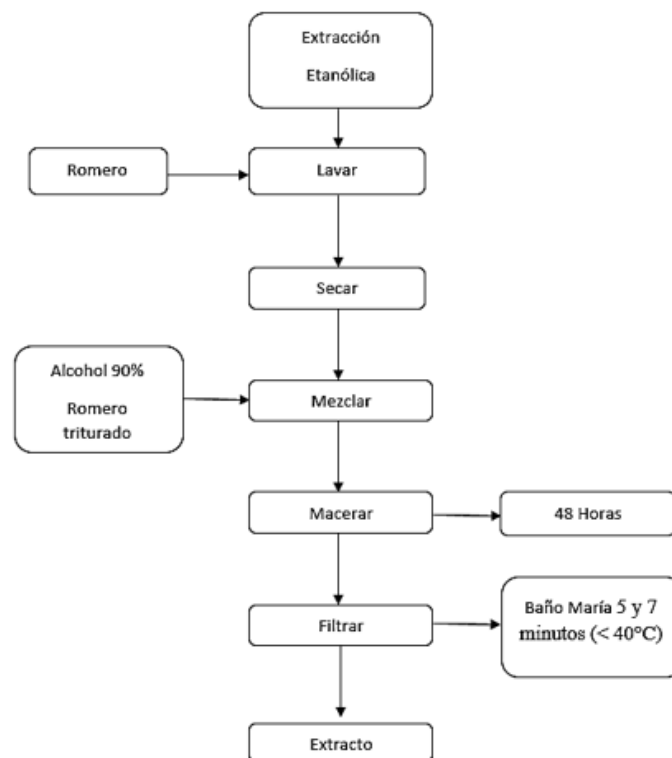 Extracción
Etanólica
Romero
Lavar
Secar
Alcohol 90%
Romero
triturado
Mezclar
Macerar
48 Horas
Filtrar
Baño María 5 y 7
minutos (< 40°C)
Extracto